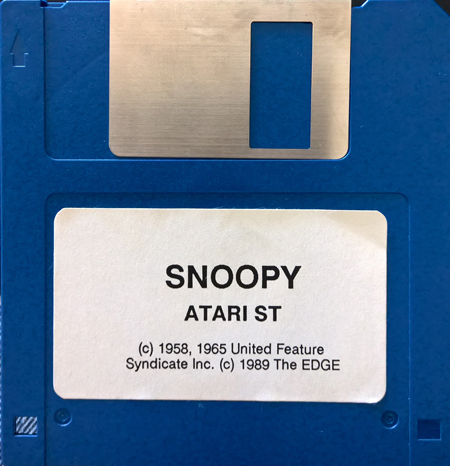 SNOOPY
ATARI ST
(c) 1958, 1965 United Feature
Syndicate Inc. (c) 1989 The EDGE